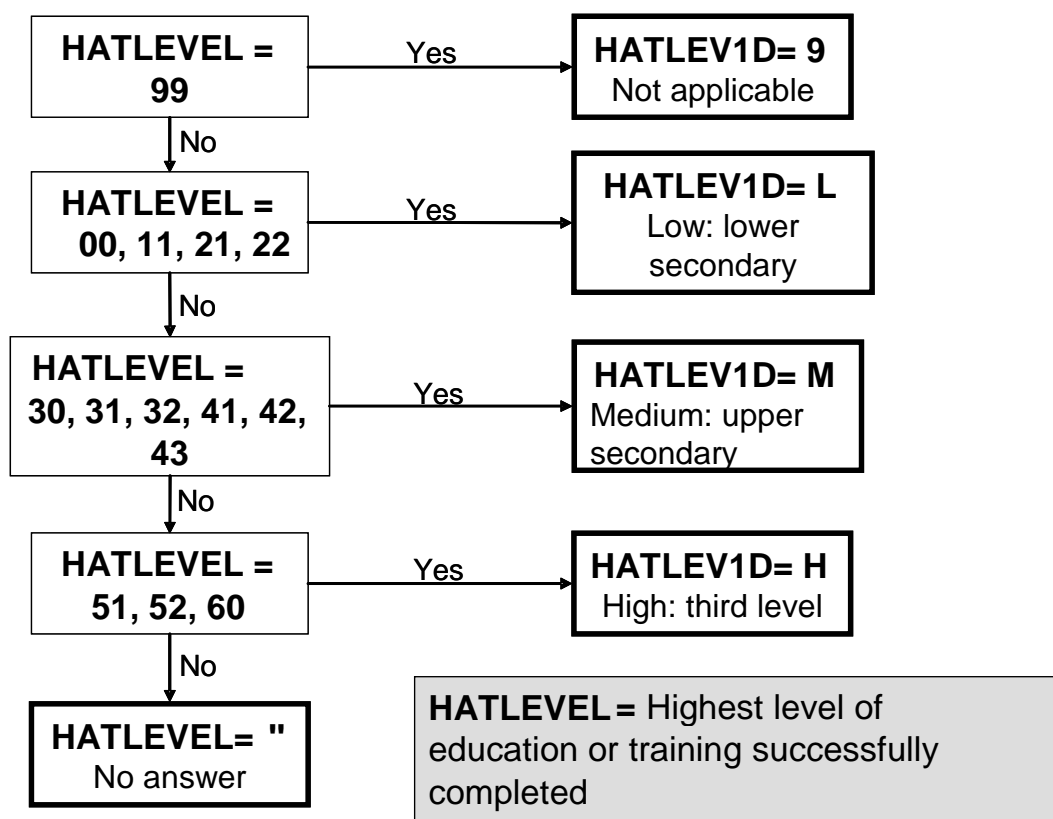 HATLEVEL =
99
Yes
HATLEV1D= 9
Not applicable
No
HATLEVEL =
00, 11, 21, 22
Yes
HATLEV1D= L
Low: lower
secondary
No
HATLEVEL =
30, 31, 32, 41, 42,
43
Yes
HATLEV1D= M
Medium: upper
secondary
No
HATLEVEL =
51, 52, 60
Yes
HATLEV1D= H
High: third level
No
HATLEVEL= "
No answer
HATLEVEL = Highest level of
education or training successfully
completed